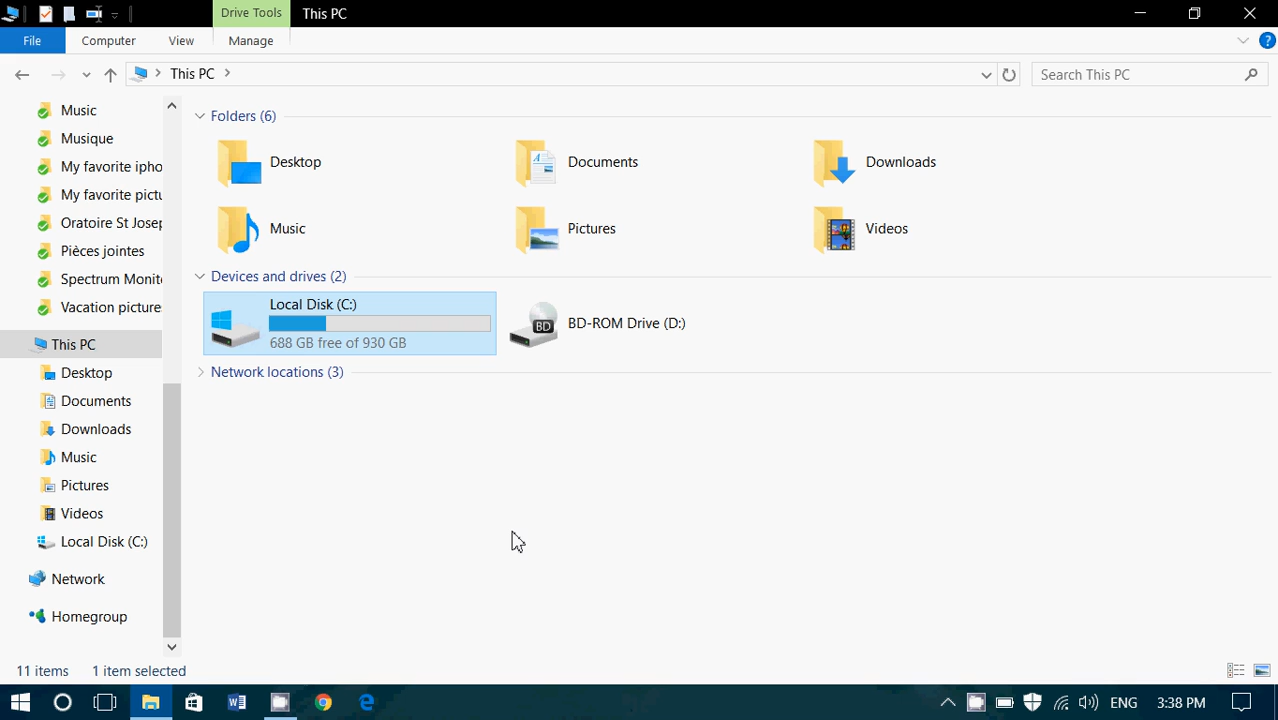 Drive Tools
This PC
File
Computer
View
Manage
This PC
Search This PC
Music
Musique
My favorite ipho
My favorite pictu
Oratoire St Josep
Pièces jointes
Spectrum Monito
Vacation pictures
This PC
Desktop
Documents
Downloads
Music
Pictures
Videos
Local Disk (C:)
Network
Homegroup
Folders (6)
Desktop
Documents
Downloads
Music
Pictures
Videos
Devices and drives (2)
Local Disk (C:)
688 GB free of 930 GB
BD
BD-ROM Drive (D:)
Network locations (3)
11 items
1 item selected
ENG
3:38 PM